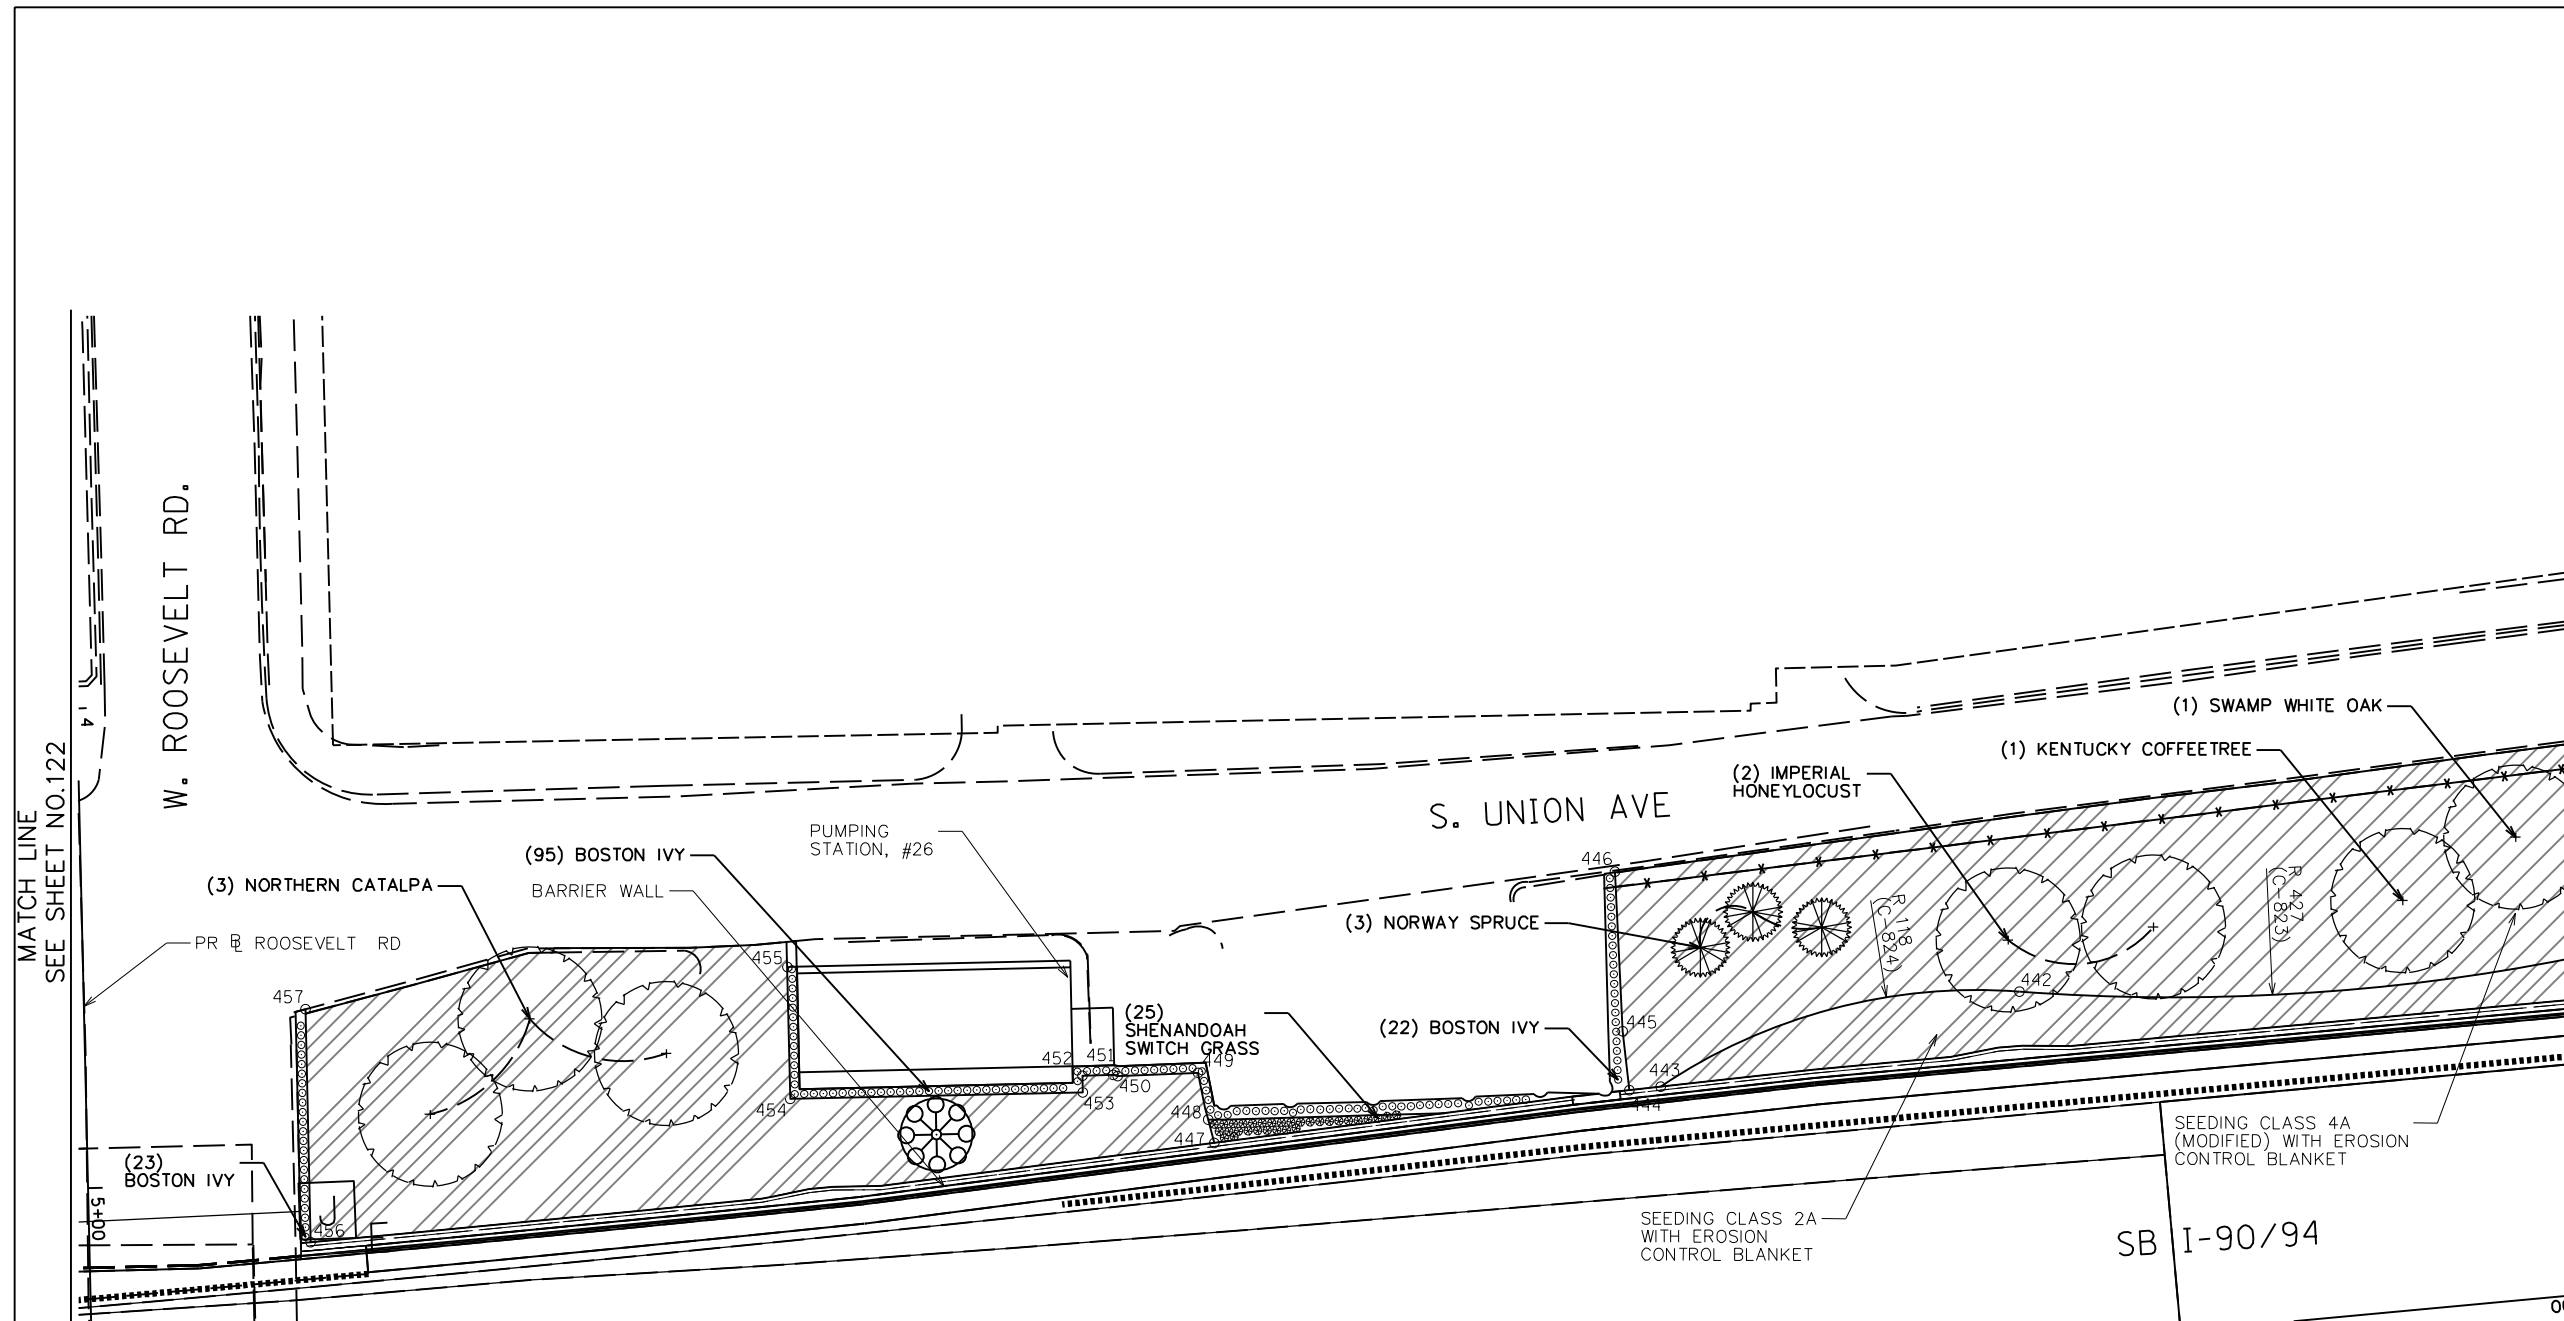 MATCH LINE
SEE SHEET NO.122
W. ROOSEVELT RD.
4
S. UNION AVE
(1) SWAMP WHITE OAK
(1) KENTUCKY COFFEETREE
(2) IMPERIAL
HONEYLOCUST
PUMPING
STATION, #26
(95) BOSTON IVY
BARRIER WALL
(3) NORTHERN CATALPA
PR BL ROOSEVELT RD
(3) NORWAY SPRUCE
(25)
SHENANDOAH
SWITCH GRASS
(22) BOSTON IVY
(23)
BOSTON IVY
5+00
457
455
456
454
452
451
450
453
449
448
447
446
445
443
444
442
R 118
(C-824)
R 427
(C-823)
SEEDING CLASS 4A
(MODIFIED) WITH EROSION
CONTROL BLANKET
SEEDING CLASS 2A
WITH EROSION
CONTROL BLANKET
SB I-90/94